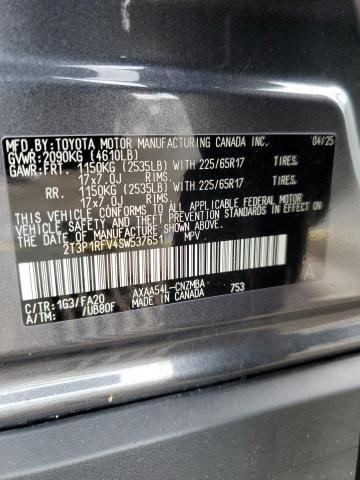 MFD.BY:TOYOTA MOTOR MANUFACTURING CANADA INC. 04/25
GVWR:2090KG (4610LB) TIRES RIMS
GAWR:FRT. 1150KG (2535LB) WITH 225/65R17
17x7.0J
RR. 1150KG (2535LB) WITH 225/65R17
17x7.0J
THIS VEHICLE CONFORMS TO ALL APPLICABLE
FEDERAL MOTOR VEHICLE SAFETY AND THEFT
PREVENTION STANDARDS IN EFFECT ON THE DATE OF
MANUFACTURE SHOWN ABOVE.
2T3P1RFV4SW537651 MPV
A
C/TR:1G3/FA20 AXAA54L-CNZMBA 753
A/TM: /UB80F MADE IN CANADA